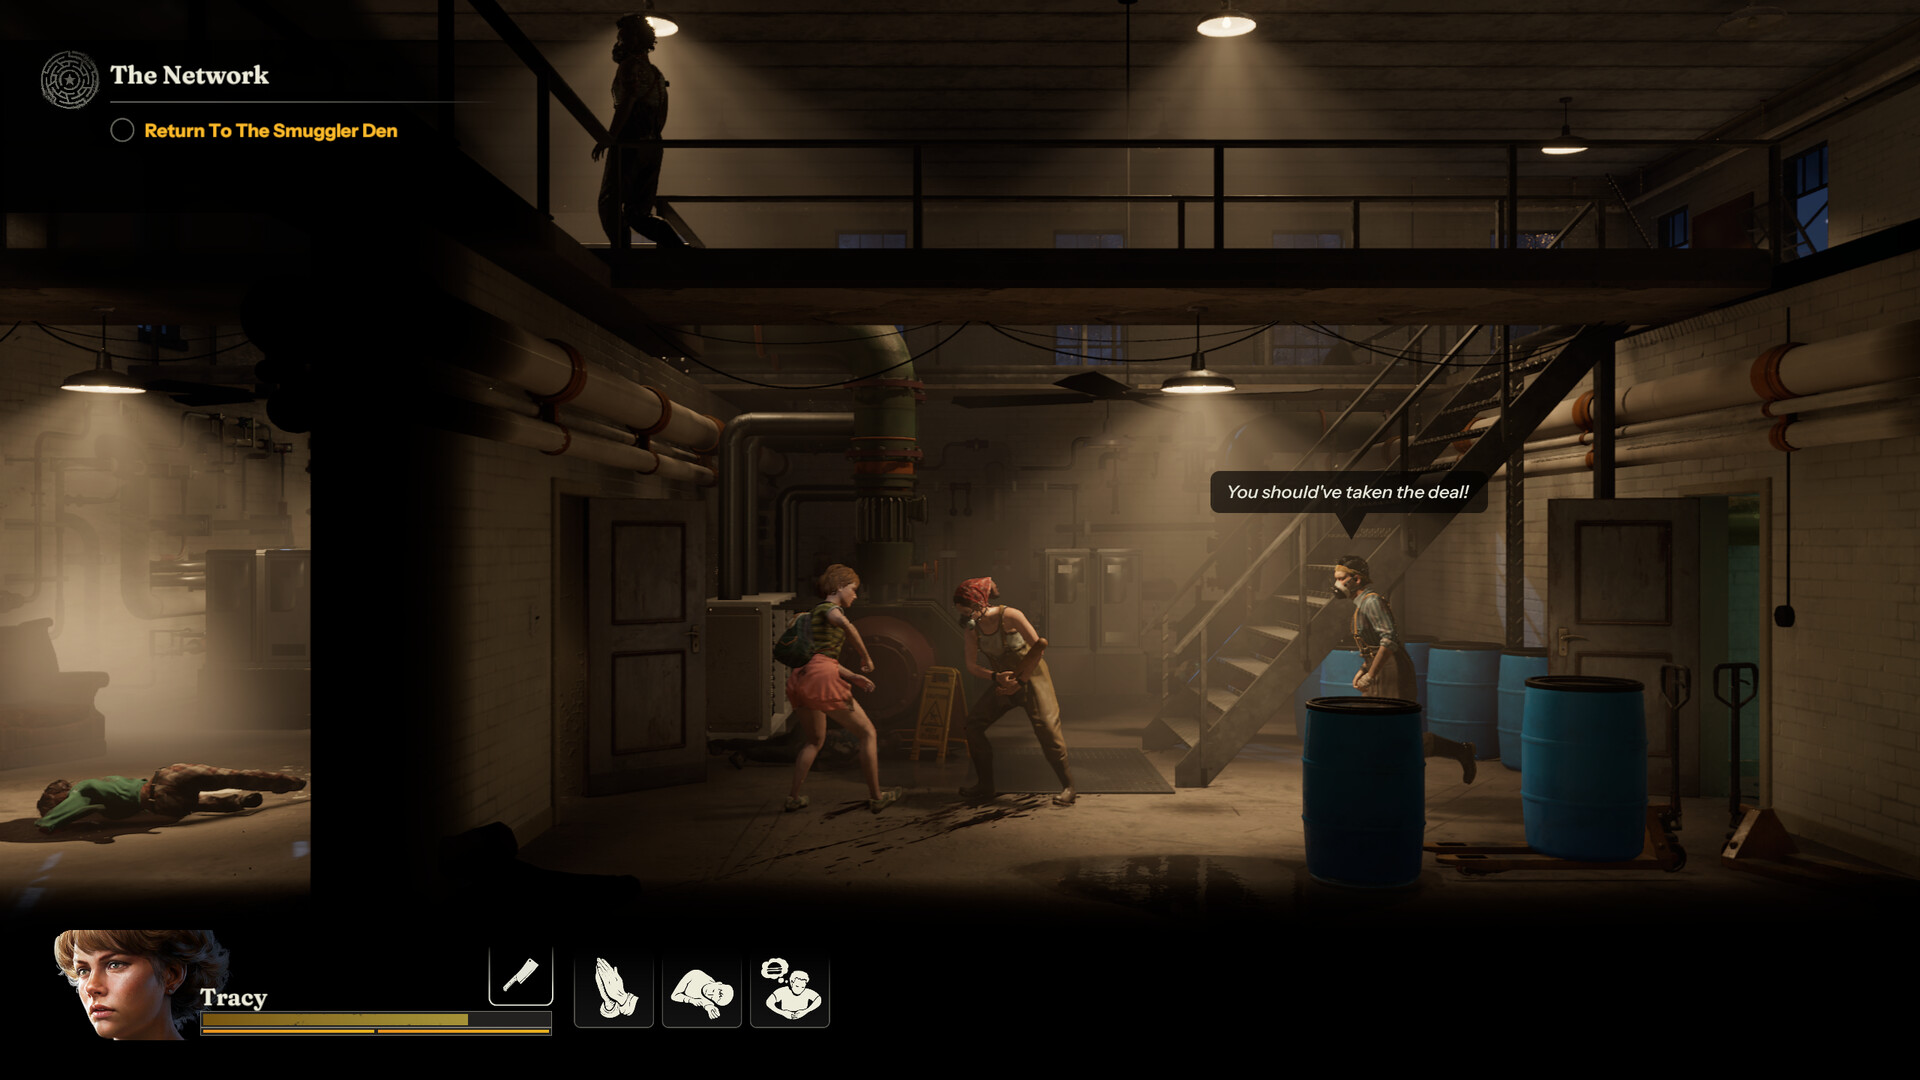 The Network
Return To The Smuggler Den
You should've taken the deal!
Tracy